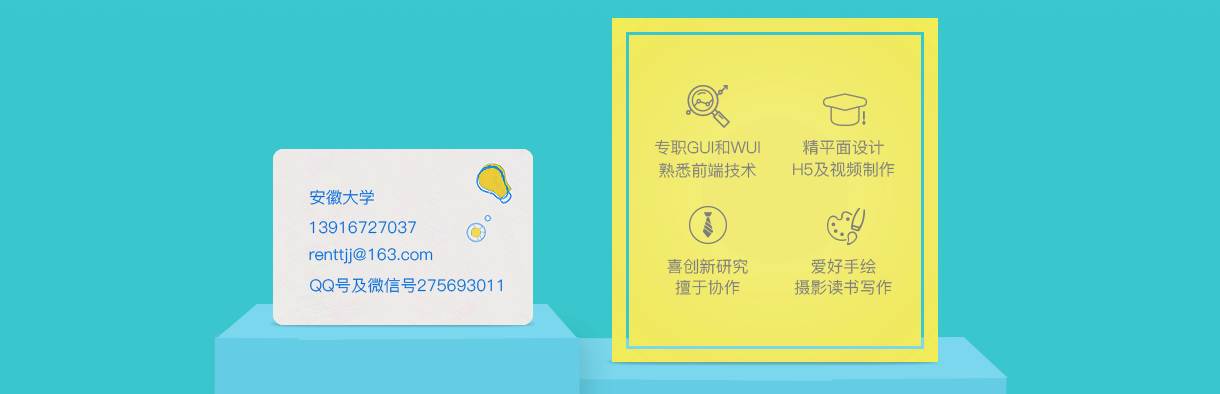 安徽大学
13916727037
renttjj@163.com
QQ号及微信号275693011
专职GUI和WUI
熟悉前端技术
精平面设计
H5及视频制作
喜创新研究
擅于协作
爱好手绘
摄影读书写作